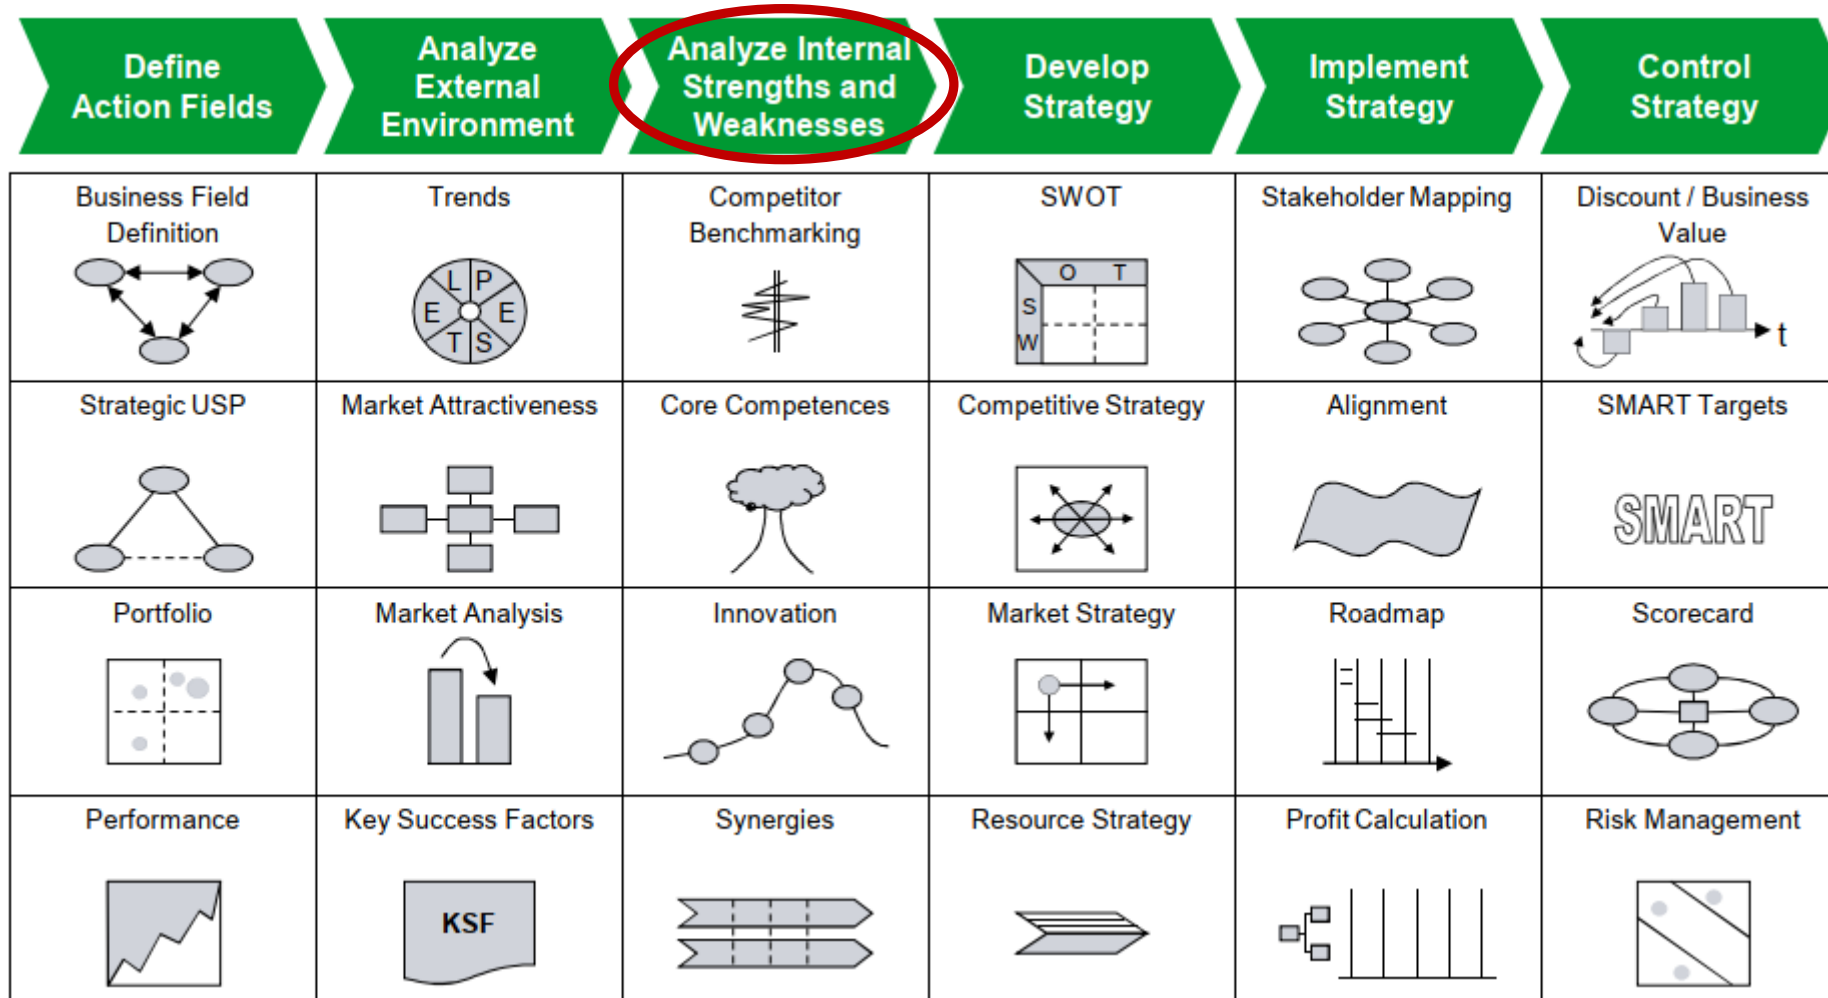 Define
Action Fields
Analyze
External
Environment
Analyze Internal
Strengths and
Weaknesses
Develop
Strategy
Implement
Strategy
Control
Strategy
Business Field
Definition
Trends
L P
E E
T S
Competitor
Benchmarking
SWOT
O T
S
W
Stakeholder Mapping
Discount / Business
Value
t
Strategic USP
Market Attractiveness
Core Competences
Competitive Strategy
Alignment
SMART Targets
SMART
Portfolio
Market Analysis
Innovation
Market Strategy
Roadmap
Scorecard
Performance
Key Success Factors
KSF
Synergies
Resource Strategy
Profit Calculation
Risk Management